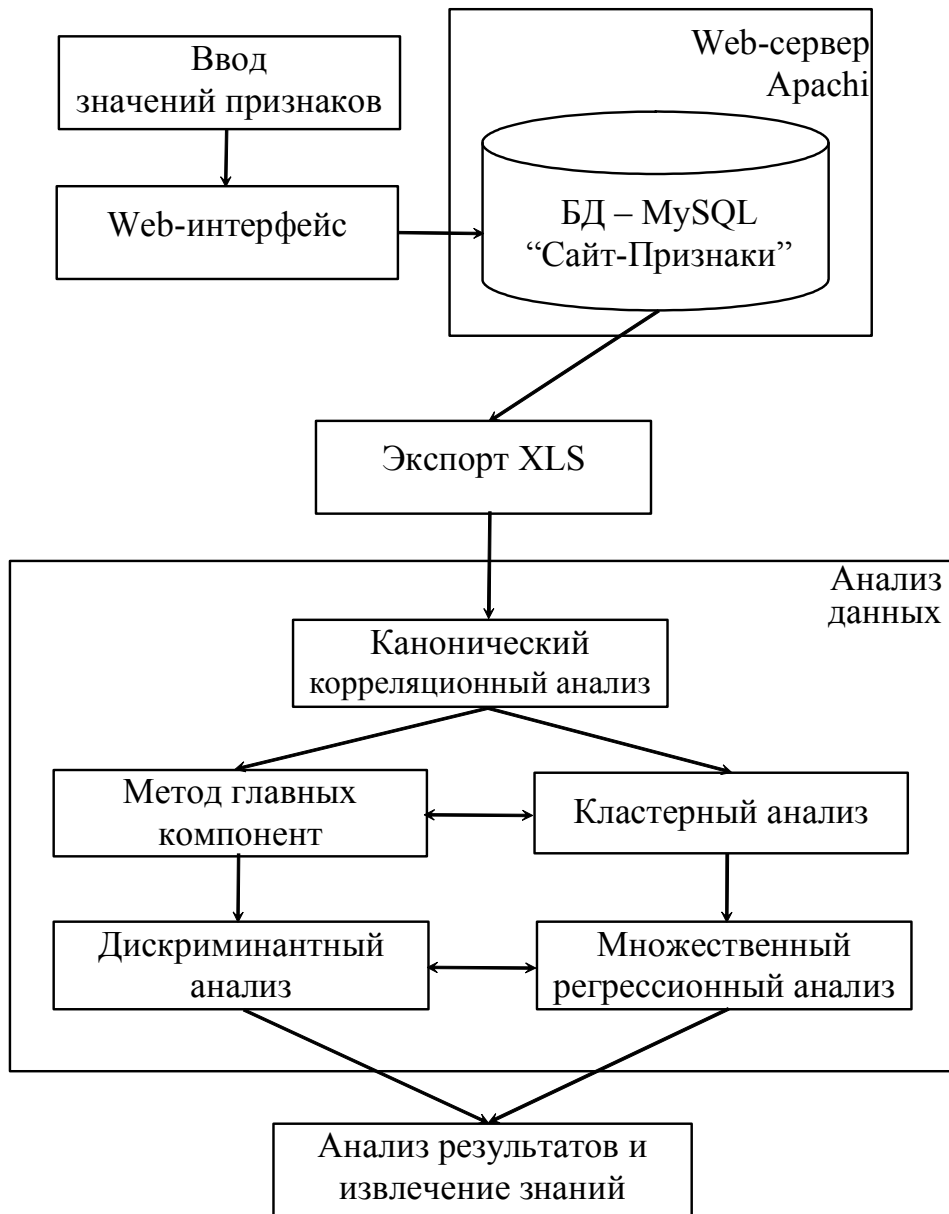 Ввод
значений признаков
Web-сервер
Apachi
Web-интерфейс
БД – MySQL
“Сайт-Признаки”
Экспорт XLS
Анализ
данных
Канонический
корреляционный анализ
Метод главных
компонент
Кластерный анализ
Дискриминантный
анализ
Множественный
регрессионный анализ
Анализ результатов и
извлечение знаний